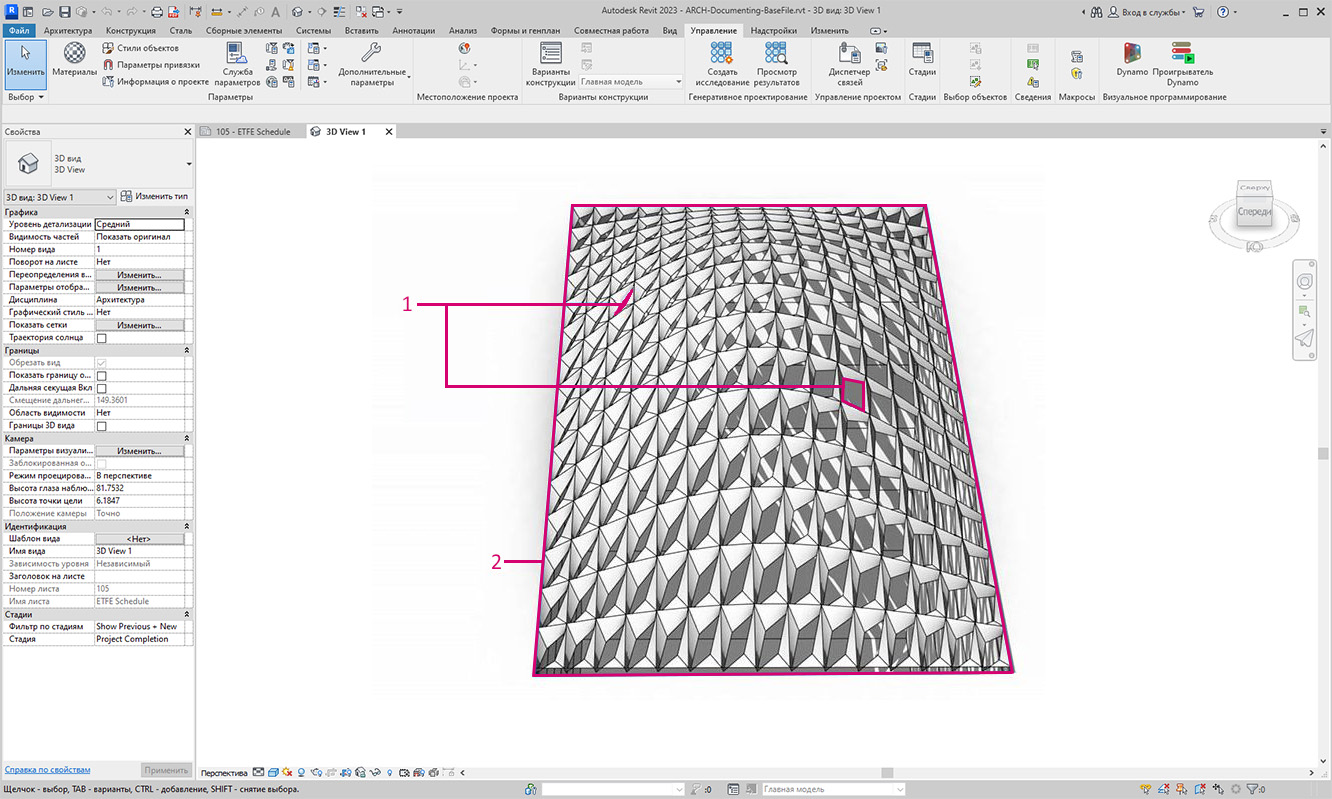 Autodesk Revit 2023 - ARCH-Documenting-BaseFile.rvt - 3D вид: 3D View 1
Вход в службы
Файл Архитектура Конструкция Сталь Сборные элементы Системы Вставить Аннотации Анализ Формы и генплан Совместная работа Вид Управление Надстройки Изменить
Изменить
Материалы
Стили объектов
Параметры привязки
Информация о проекте
Служба
параметров
Дополнительные
параметры
Варианты
конструкции
Главная модель
Создать
исследование
Просмотр
результатов
Диспетчер
связей
Стадии
Dynamo
Проигрыватель
Dynamo
Выбор Параметры Местоположение проекта Варианты конструкции Генеративное проектирование Управление проектом Стадии Выбор объектов Сведения Макросы Визуальное программирование
Свойства
105 - ETFE Schedule
3D View 1
3D вид
3D View
3D вид: 3D View 1
Изменить тип
Графика
Уровень детализации Средний
Видимость частей Показать оригинал
Номер вида 1
Поворот на листе Нет
Переопределения в... Изменить...
Параметры отобра... Изменить...
Дисциплина Архитектура
Графический стиль ... Нет
Показать сетки Изменить...
Траектория солнца
Границы
Обрезать вид
Показать границу о...
Дальняя секущая Вкл
Смещение дальнег... 149.3601
Область видимости Нет
Границы 3D вида
Камера
Параметры визуали... Изменить...
Заблокированная о...
Режим проецирова... В перспективе
Высота глаза наблю... 81.7532
Высота точки цели 6.1847
Положение камеры Точно
Идентификация
Шаблон вида <Нет>
Имя вида 3D View 1
Зависимость уровня Независимый
Заголовок на листе
Номер листа 105
Имя листа ETFE Schedule
Стадии
Фильтр по стадиям Show Previous + New
Стадия Project Completion
1
2
Сверху
Спереди
Справка по свойствам
Применить
Перспектива
Щелчок - выбор, TAB - варианты, CTRL - добавление, SHIFT - снятие выбора.
:0
Главная модель
:0